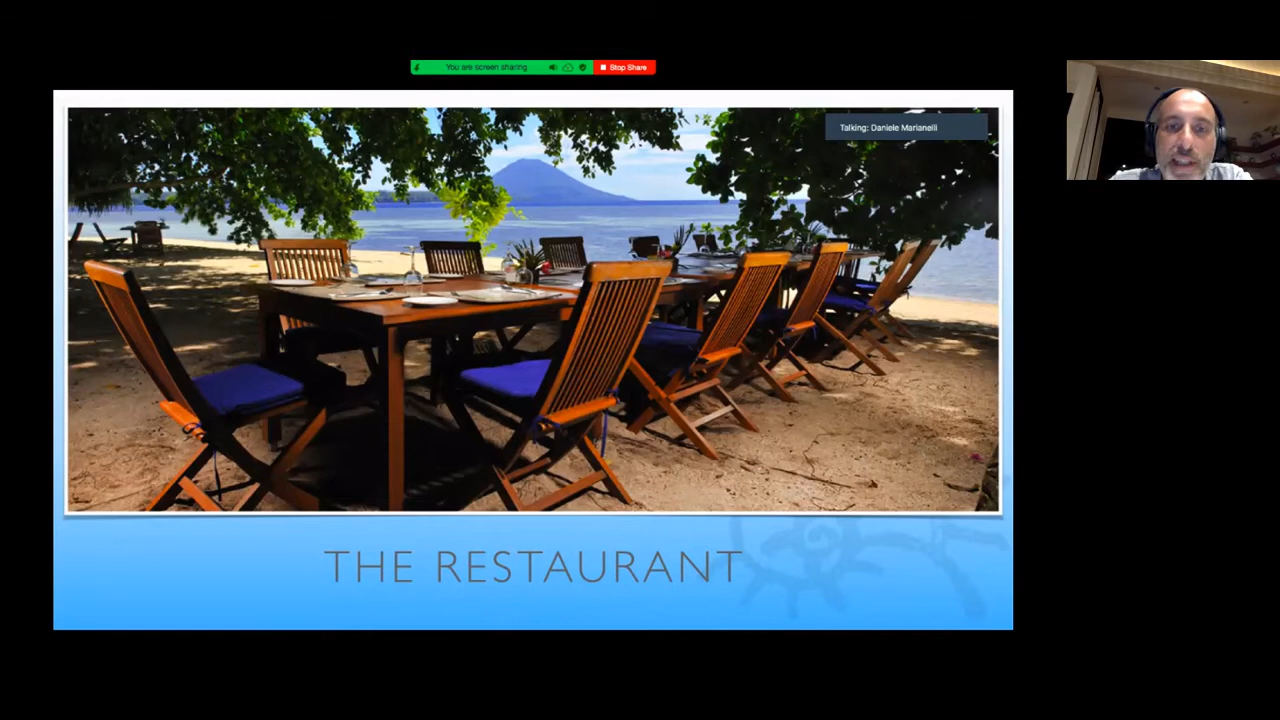 You are screen sharing
Stop Share
Talking: Daniele Marianelli
THE RESTAURANT